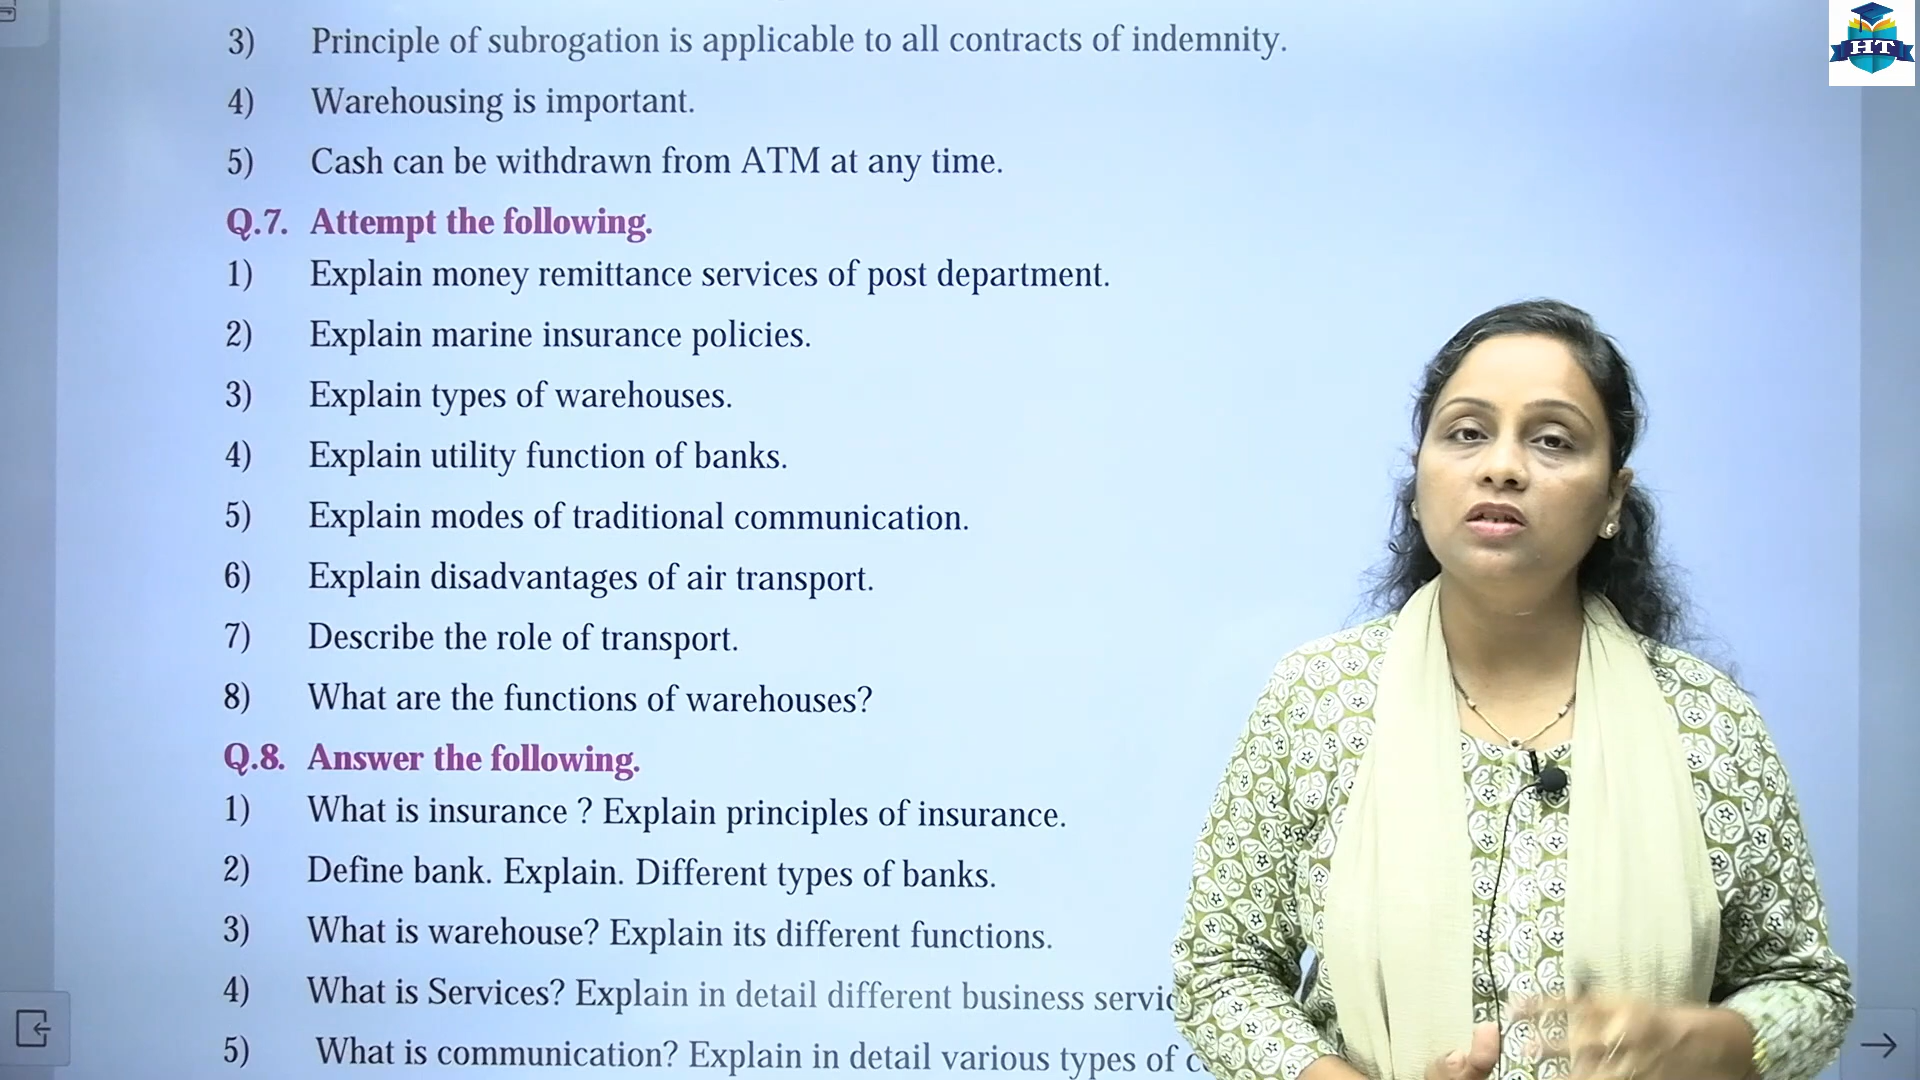 3) Principle of subrogation is applicable to all contracts of indemnity.
4) Warehousing is important.
5) Cash can be withdrawn from ATM at any time.
Q.7. Attempt the following.
1) Explain money remittance services of post department.
2) Explain marine insurance policies.
3) Explain types of warehouses.
4) Explain utility function of banks.
5) Explain modes of traditional communication.
6) Explain disadvantages of air transport.
7) Describe the role of transport.
8) What are the functions of warehouses?
Q.8. Answer the following.
1) What is insurance ? Explain principles of insurance.
2) Define bank. Explain. Different types of banks.
3) What is warehouse? Explain its different functions.
4) What is Services? Explain in detail different business
5) What is communication? Explain in detail various types of
HT